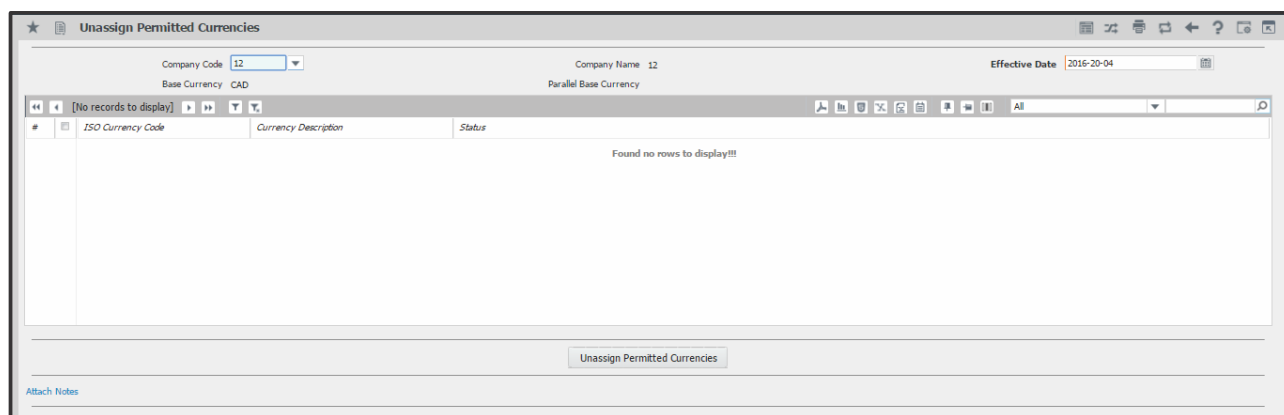 Unassign Permitted Currencies
Company Code 12 Company Name 12 Effective Date 2016-20-04
Base Currency CAD Parallel Base Currency
[No records to display] All
# ISO Currency Code Currency Description Status
Found no rows to display!!!
Unassign Permitted Currencies
Attach Notes